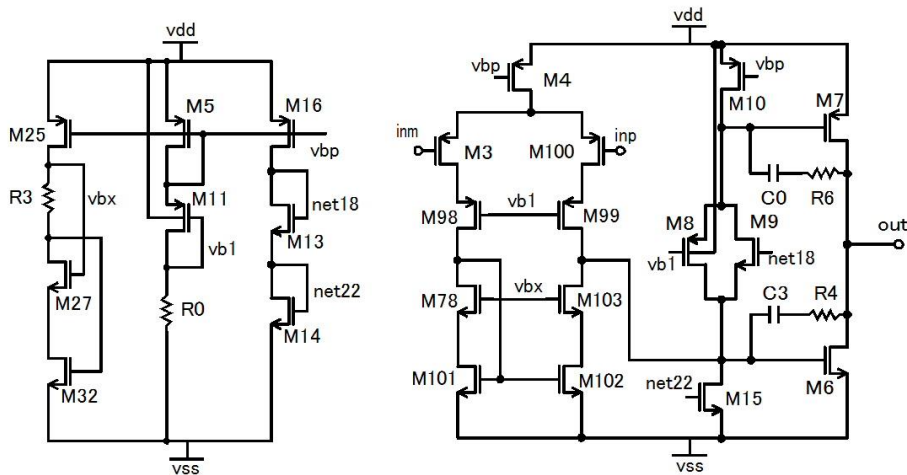 vdd
M25
M5
M16
vbp
R3
vbx
M11
vb1
net18
M13
M27
R0
net22
M14
M32
vss
vdd
vbp
M4
vbp
M10
M7
inm
M3
M100
inp
C0
R6
M98
vb1
M99
M8
M9
vb1
net18
out
M78
vbx
M103
C3
R4
M101
M102
net22
M15
M6
vss